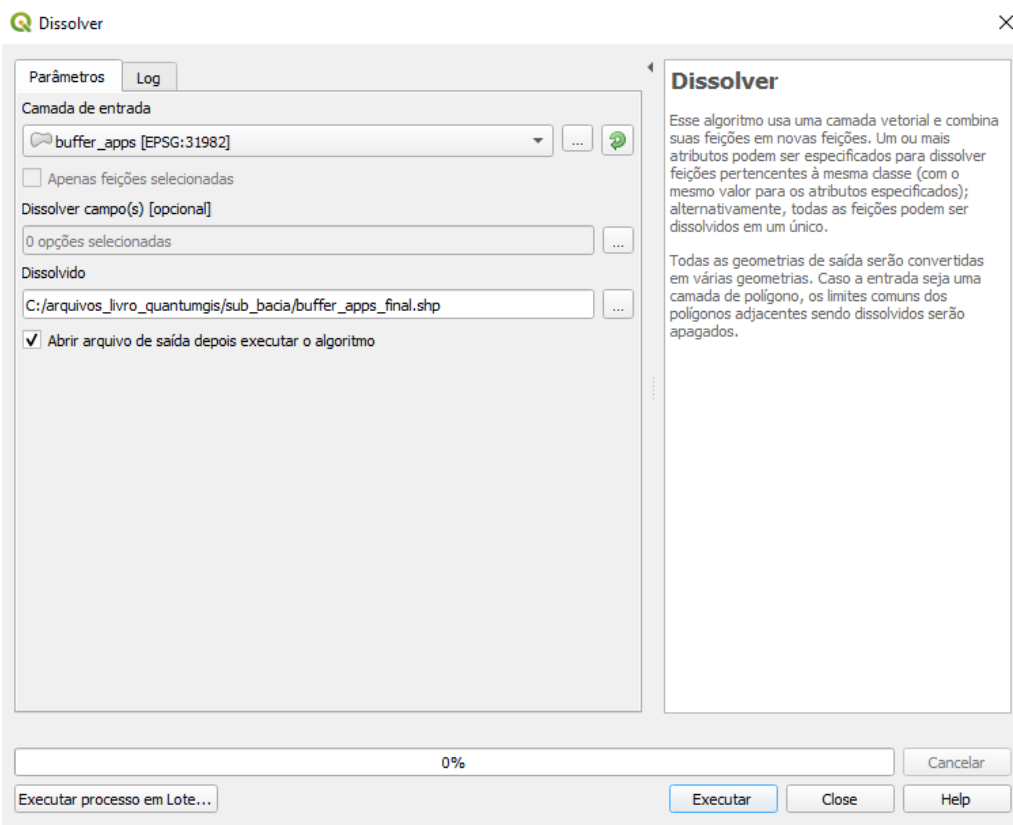 Dissolver
Parâmetros
Log
Camada de entrada
buffer_apps [EPSG:31982]
...
Apenas feições selecionadas
Dissolver campo(s) [opcional]
0 opções selecionadas
...
Dissolvido
C:/arquivos_livro_quantumgis/sub_bacia/buffer_apps_final.shp
...
Abrir arquivo de saída depois executar o algoritmo
Dissolver
Esse algoritmo usa uma camada vetorial e combina
suas feições em novas feições. Um ou mais
atributos podem ser especificados para dissolver
feições pertencentes à mesma classe (com o
mesmo valor para os atributos especificados);
alternativamente, todas as feições podem ser
dissolvidos em um único.
Todas as geometrias de saída serão convertidas
em várias geometrias. Caso a entrada seja uma
camada de polígono, os limites comuns dos
polígonos adjacentes sendo dissolvidos serão
apagados.
0%
Cancelar
Executar processo em Lote...
Executar
Close
Help